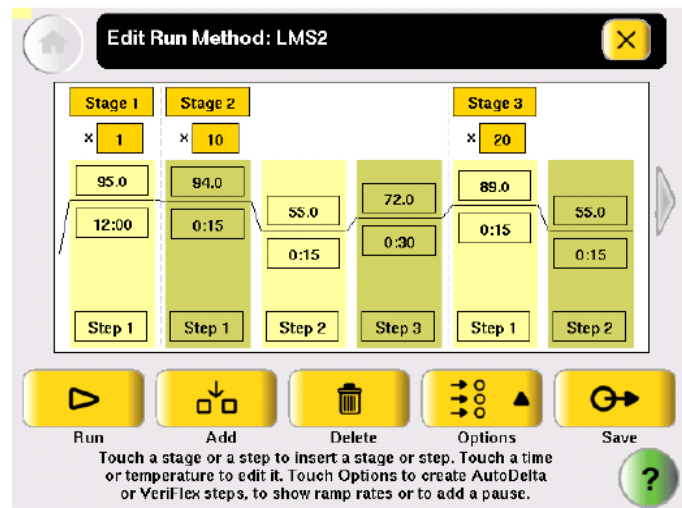 Edit Run Method: LMS2
Stage 1 Stage 2 Stage 3
× 1 × 10 × 20
95.0 94.0 55.0 72.0 89.0 55.0
12:00 0:15 0:15 0:30 0:15 0:15
Step 1 Step 1 Step 2 Step 3 Step 1 Step 2
Run Add Delete Options Save
Touch a stage or a step to insert a stage or step. Touch a time
or temperature to edit it. Touch Options to create AutoDelta
or VeriFlex steps, to show ramp rates or to add a pause.
?